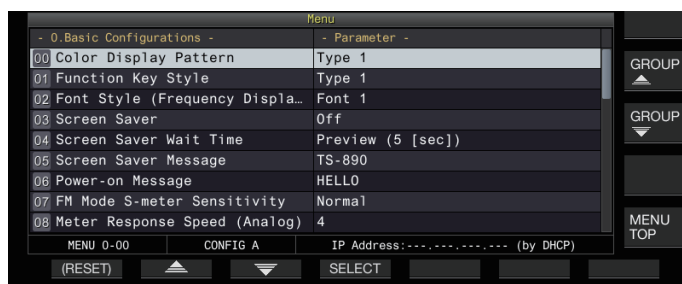 Menu
- 0.Basic Configurations - - Parameter -
00 Color Display Pattern Type 1
01 Function Key Style Type 1
02 Font Style (Frequency Displa… Font 1
03 Screen Saver Off
04 Screen Saver Wait Time Preview (5 [sec])
05 Screen Saver Message TS-890
06 Power-on Message HELLO
07 FM Mode S-meter Sensitivity Normal
08 Meter Response Speed (Analog) 4
MENU 0-00 CONFIG A IP Address:---.---.---.--- (by DHCP)
(RESET) SELECT
GROUP
GROUP
MENU
TOP